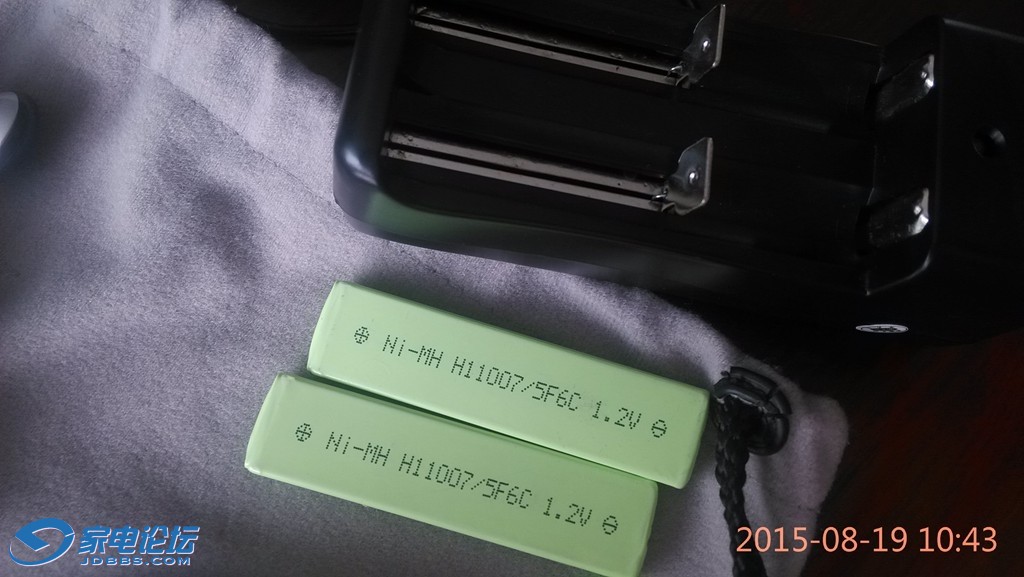 ⊕ Ni-MH H11007/5F6C 1.2V ⊖
⊕ Ni-MH H11007/5F6C 1.2V ⊖
家电论坛
JDBBS.COM
2015-08-19 10:43